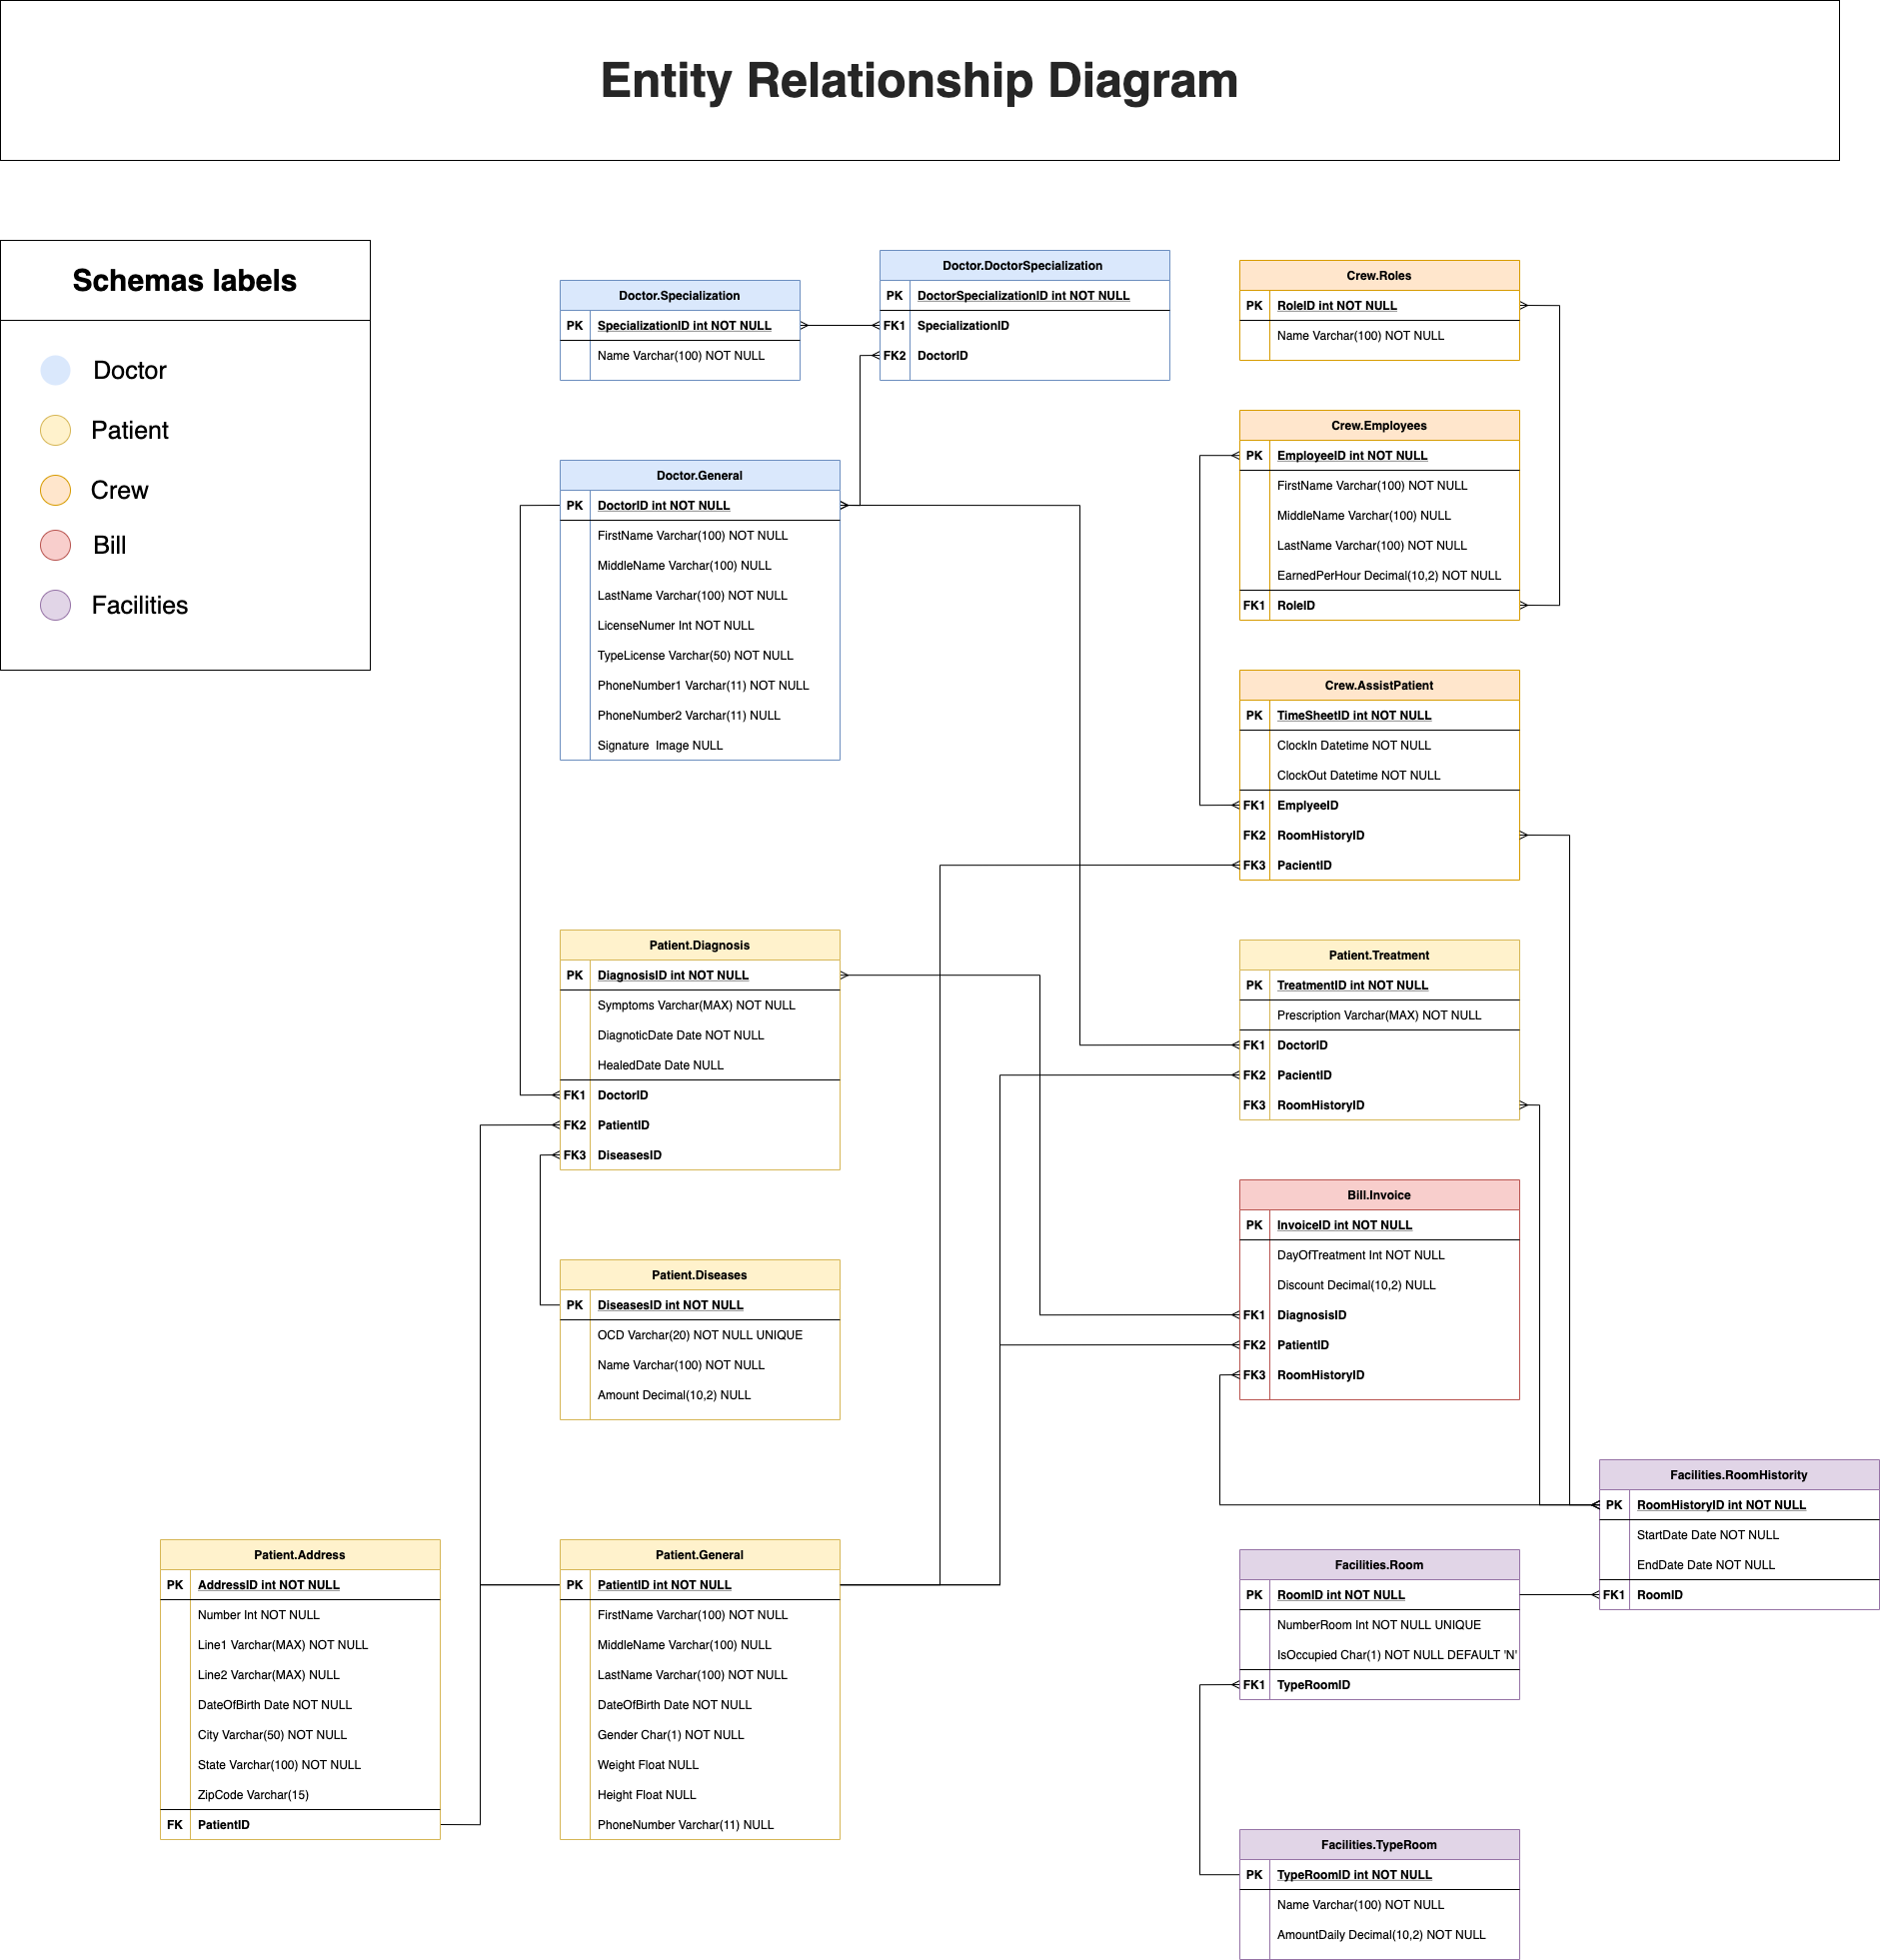 Entity Relationship Diagram
Schemas labels
Doctor
Patient
Crew
Bill
Facilities
Doctor.Specialization
PK SpecializationID int NOT NULL
Name Varchar(100) NOT NULL
Doctor.DoctorSpecialization
PK DoctorSpecializationID int NOT NULL
FK1 SpecializationID
FK2 DoctorID
Crew.Roles
PK RoleID int NOT NULL
Name Varchar(100) NOT NULL
Doctor.General
PK DoctorID int NOT NULL
FirstName Varchar(100) NOT NULL
MiddleName Varchar(100) NULL
LastName Varchar(100) NOT NULL
LicenseNumer Int NOT NULL
TypeLicense Varchar(50) NOT NULL
PhoneNumber1 Varchar(11) NOT NULL
PhoneNumber2 Varchar(11) NULL
Signature  Image NULL
Crew.Employees
PK EmployeeID int NOT NULL
FirstName Varchar(100) NOT NULL
MiddleName Varchar(100) NULL
LastName Varchar(100) NOT NULL
EarnedPerHour Decimal(10,2) NOT NULL
FK1 RoleID
Crew.AssistPatient
PK TimeSheetID int NOT NULL
ClockIn Datetime NOT NULL
ClockOut Datetime NOT NULL
FK1 EmplyeeID
FK2 RoomHistoryID
FK3 PacientID
Patient.Diagnosis
PK DiagnosisID int NOT NULL
Symptoms Varchar(MAX) NOT NULL
DiagnoticDate Date NOT NULL
HealedDate Date NULL
FK1 DoctorID
FK2 PatientID
FK3 DiseasesID
Patient.Treatment
PK TreatmentID int NOT NULL
Prescription Varchar(MAX) NOT NULL
FK1 DoctorID
FK2 PacientID
FK3 RoomHistoryID
Patient.Diseases
PK DiseasesID int NOT NULL
OCD Varchar(20) NOT NULL UNIQUE
Name Varchar(100) NOT NULL
Amount Decimal(10,2) NULL
Bill.Invoice
PK InvoiceID int NOT NULL
DayOfTreatment Int NOT NULL
Discount Decimal(10,2) NULL
FK1 DiagnosisID
FK2 PatientID
FK3 RoomHistoryID
Facilities.RoomHistority
PK RoomHistoryID int NOT NULL
StartDate Date NOT NULL
EndDate Date NOT NULL
FK1 RoomID
Patient.Address
PK AddressID int NOT NULL
Number Int NOT NULL
Line1 Varchar(MAX) NOT NULL
Line2 Varchar(MAX) NULL
DateOfBirth Date NOT NULL
City Varchar(50) NOT NULL
State Varchar(100) NOT NULL
ZipCode Varchar(15)
FK PatientID
Patient.General
PK PatientID int NOT NULL
FirstName Varchar(100) NOT NULL
MiddleName Varchar(100) NULL
LastName Varchar(100) NOT NULL
DateOfBirth Date NOT NULL
Gender Char(1) NOT NULL
Weight Float NULL
Height Float NULL
PhoneNumber Varchar(11) NULL
Facilities.Room
PK RoomID int NOT NULL
NumberRoom Int NOT NULL UNIQUE
IsOccupied Char(1) NOT NULL DEFAULT 'N'
FK1 TypeRoomID
Facilities.TypeRoom
PK TypeRoomID int NOT NULL
Name Varchar(100) NOT NULL
AmountDaily Decimal(10,2) NOT NULL